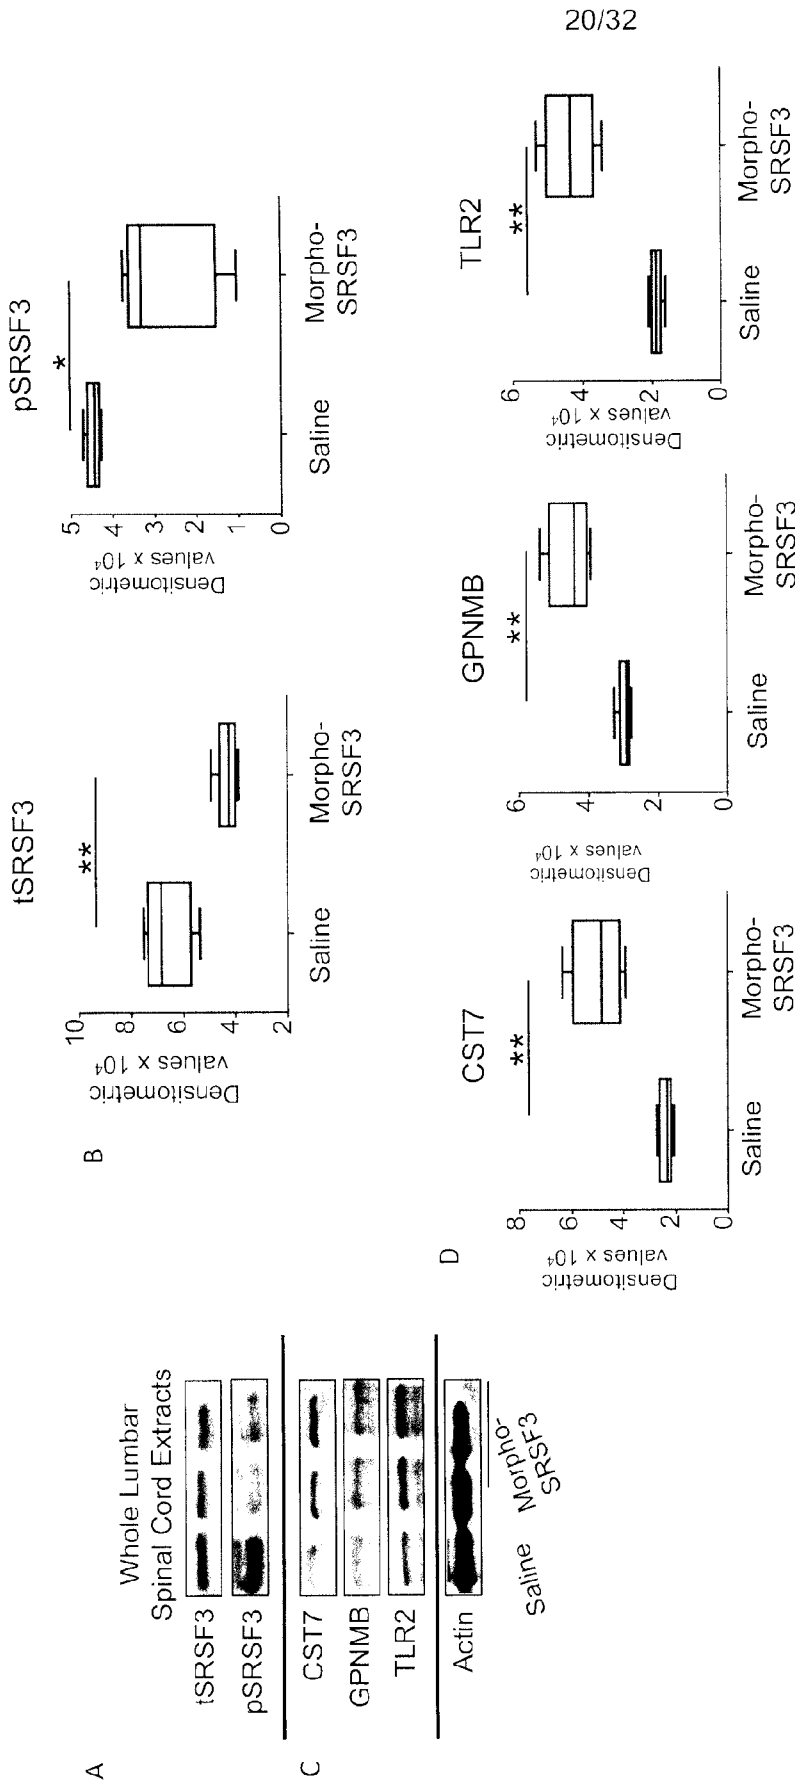 20/32
A
Whole Lumbar
Spinal Cord Extracts
tSRSF3
pSRSF3
C
CST7
GPNMB
TLR2
Actin
Saline
Morpho-
SRSF3
B
tSRSF3
**
Densitometric
values x 10⁴
10
8
6
4
2
Saline
Morpho-
SRSF3
pSRSF3
*
Densitometric
values x 10⁴
5
4
3
2
1
0
Saline
Morpho-
SRSF3
D
CST7
**
Densitometric
values x 10⁴
8
6
4
2
0
Saline
Morpho-
SRSF3
GPNMB
**
Densitometric
values x 10⁴
6
4
2
0
Saline
Morpho-
SRSF3
TLR2
**
Densitometric
values x 10⁴
6
4
2
0
Saline
Morpho-
SRSF3